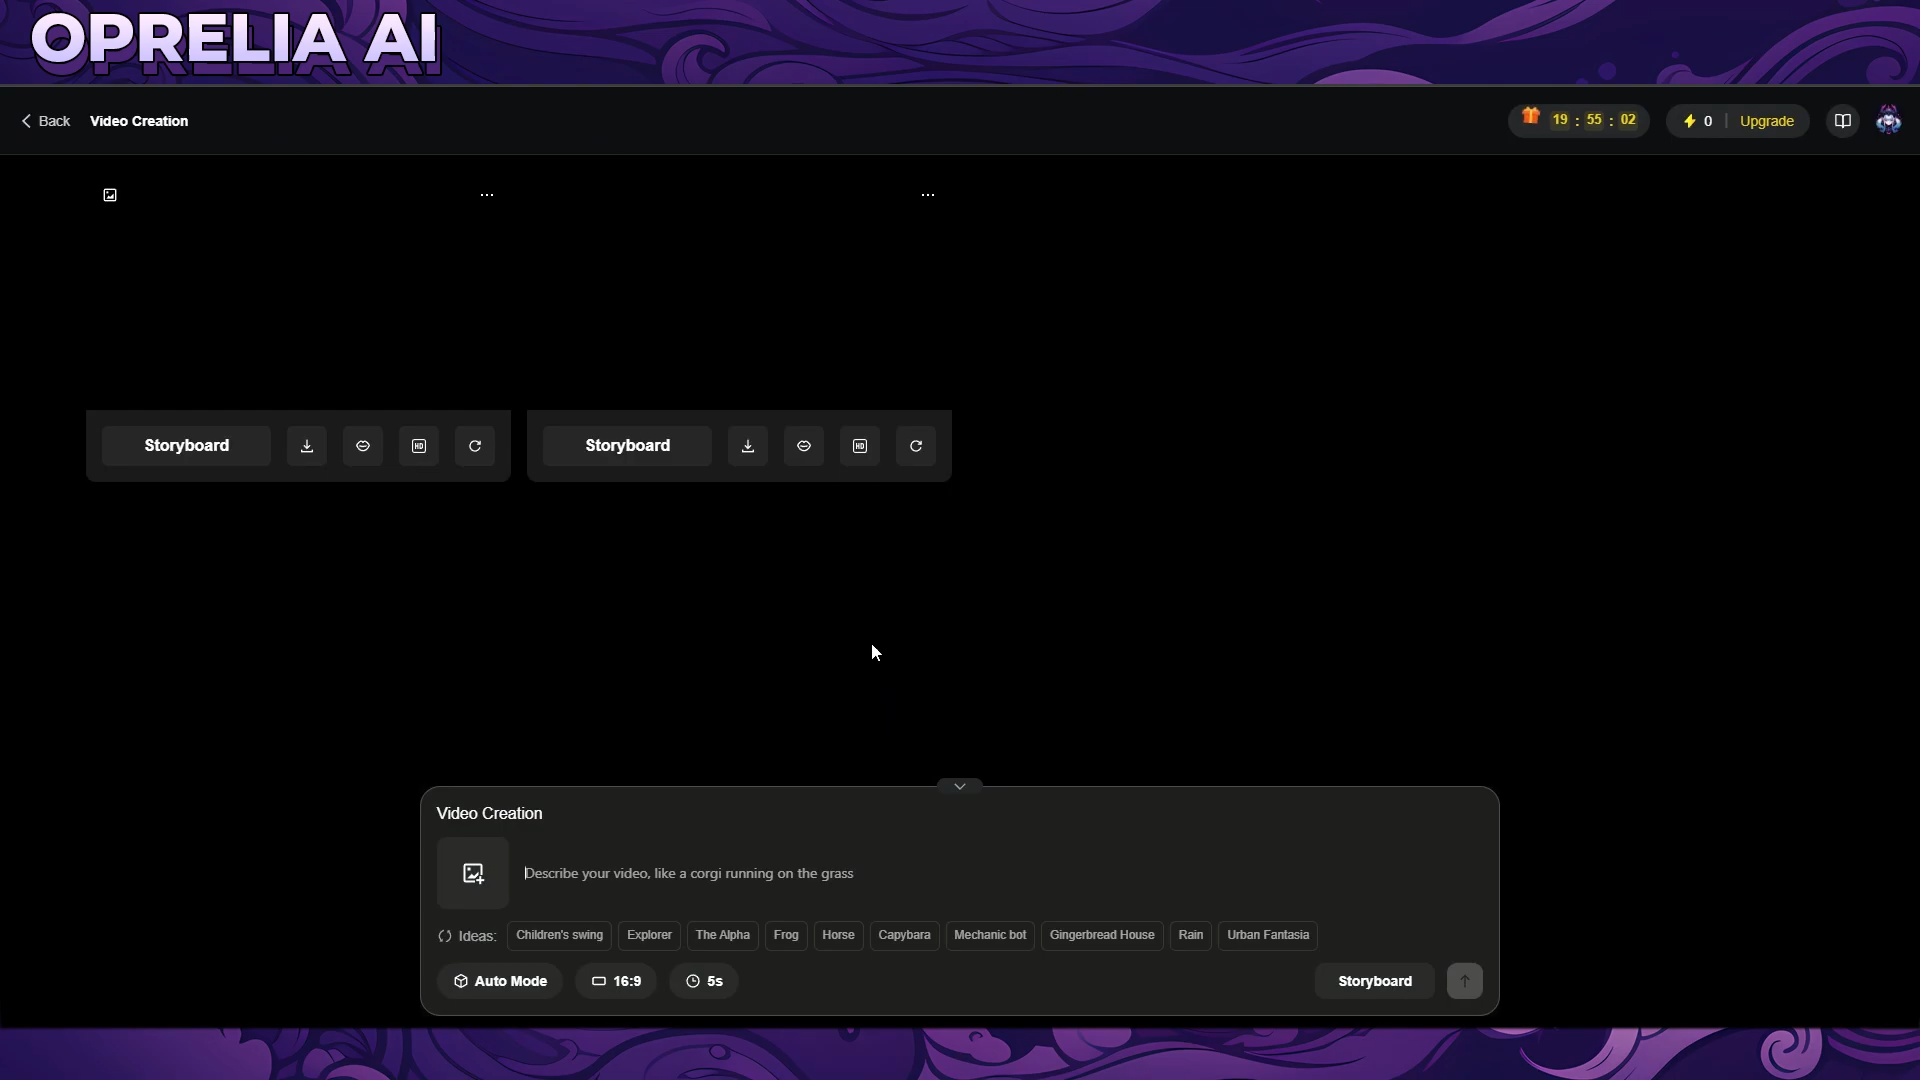 OPRELIA AI
Back Video Creation 19 : 55 : 02 0 Upgrade
Storyboard HD Storyboard HD
Video Creation
Describe your video, like a corgi running on the grass
Ideas: Children's swing Explorer The Alpha Frog Horse Capybara Mechanic bot Gingerbread House Rain Urban Fantasia
Auto Mode 16:9 5s Storyboard